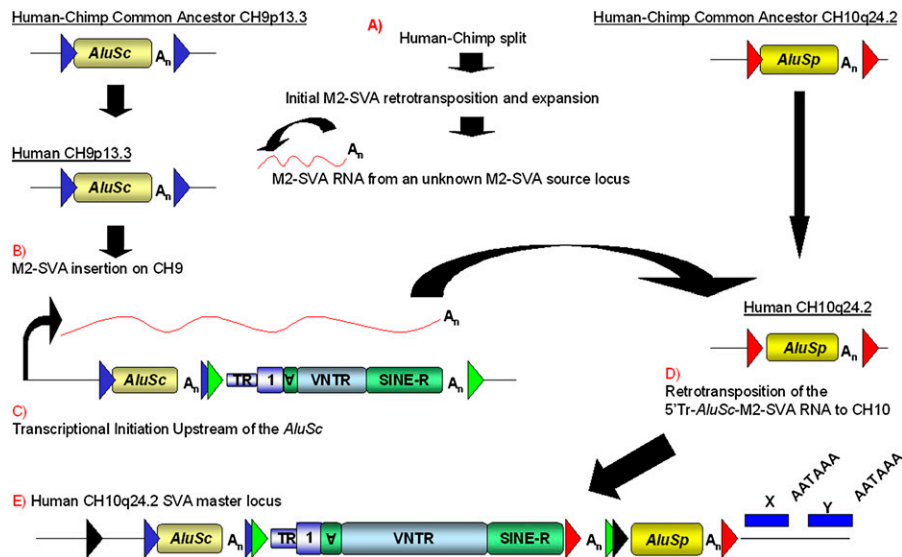 Human-Chimp Common Ancestor CH9p13.3
AluSc An
A)
Human-Chimp split
Initial M2-SVA retrotransposition and expansion
An
M2-SVA RNA from an unknown M2-SVA source locus
Human-Chimp Common Ancestor CH10q24.2
AluSp An
Human CH9p13.3
AluSc An
B)
M2-SVA insertion on CH9
An
AluSc An TR 1 A VNTR SINE-R An
C)
Transcriptional Initiation Upstream of the AluSc
Human CH10q24.2
AluSp An
D)
Retrotransposition of the
5'Tr-AluSc-M2-SVA RNA to CH10
E) Human CH10q24.2 SVA master locus
AluSc An TR 1 A VNTR SINE-R An AluSp An
X AATAAA Y AATAAA